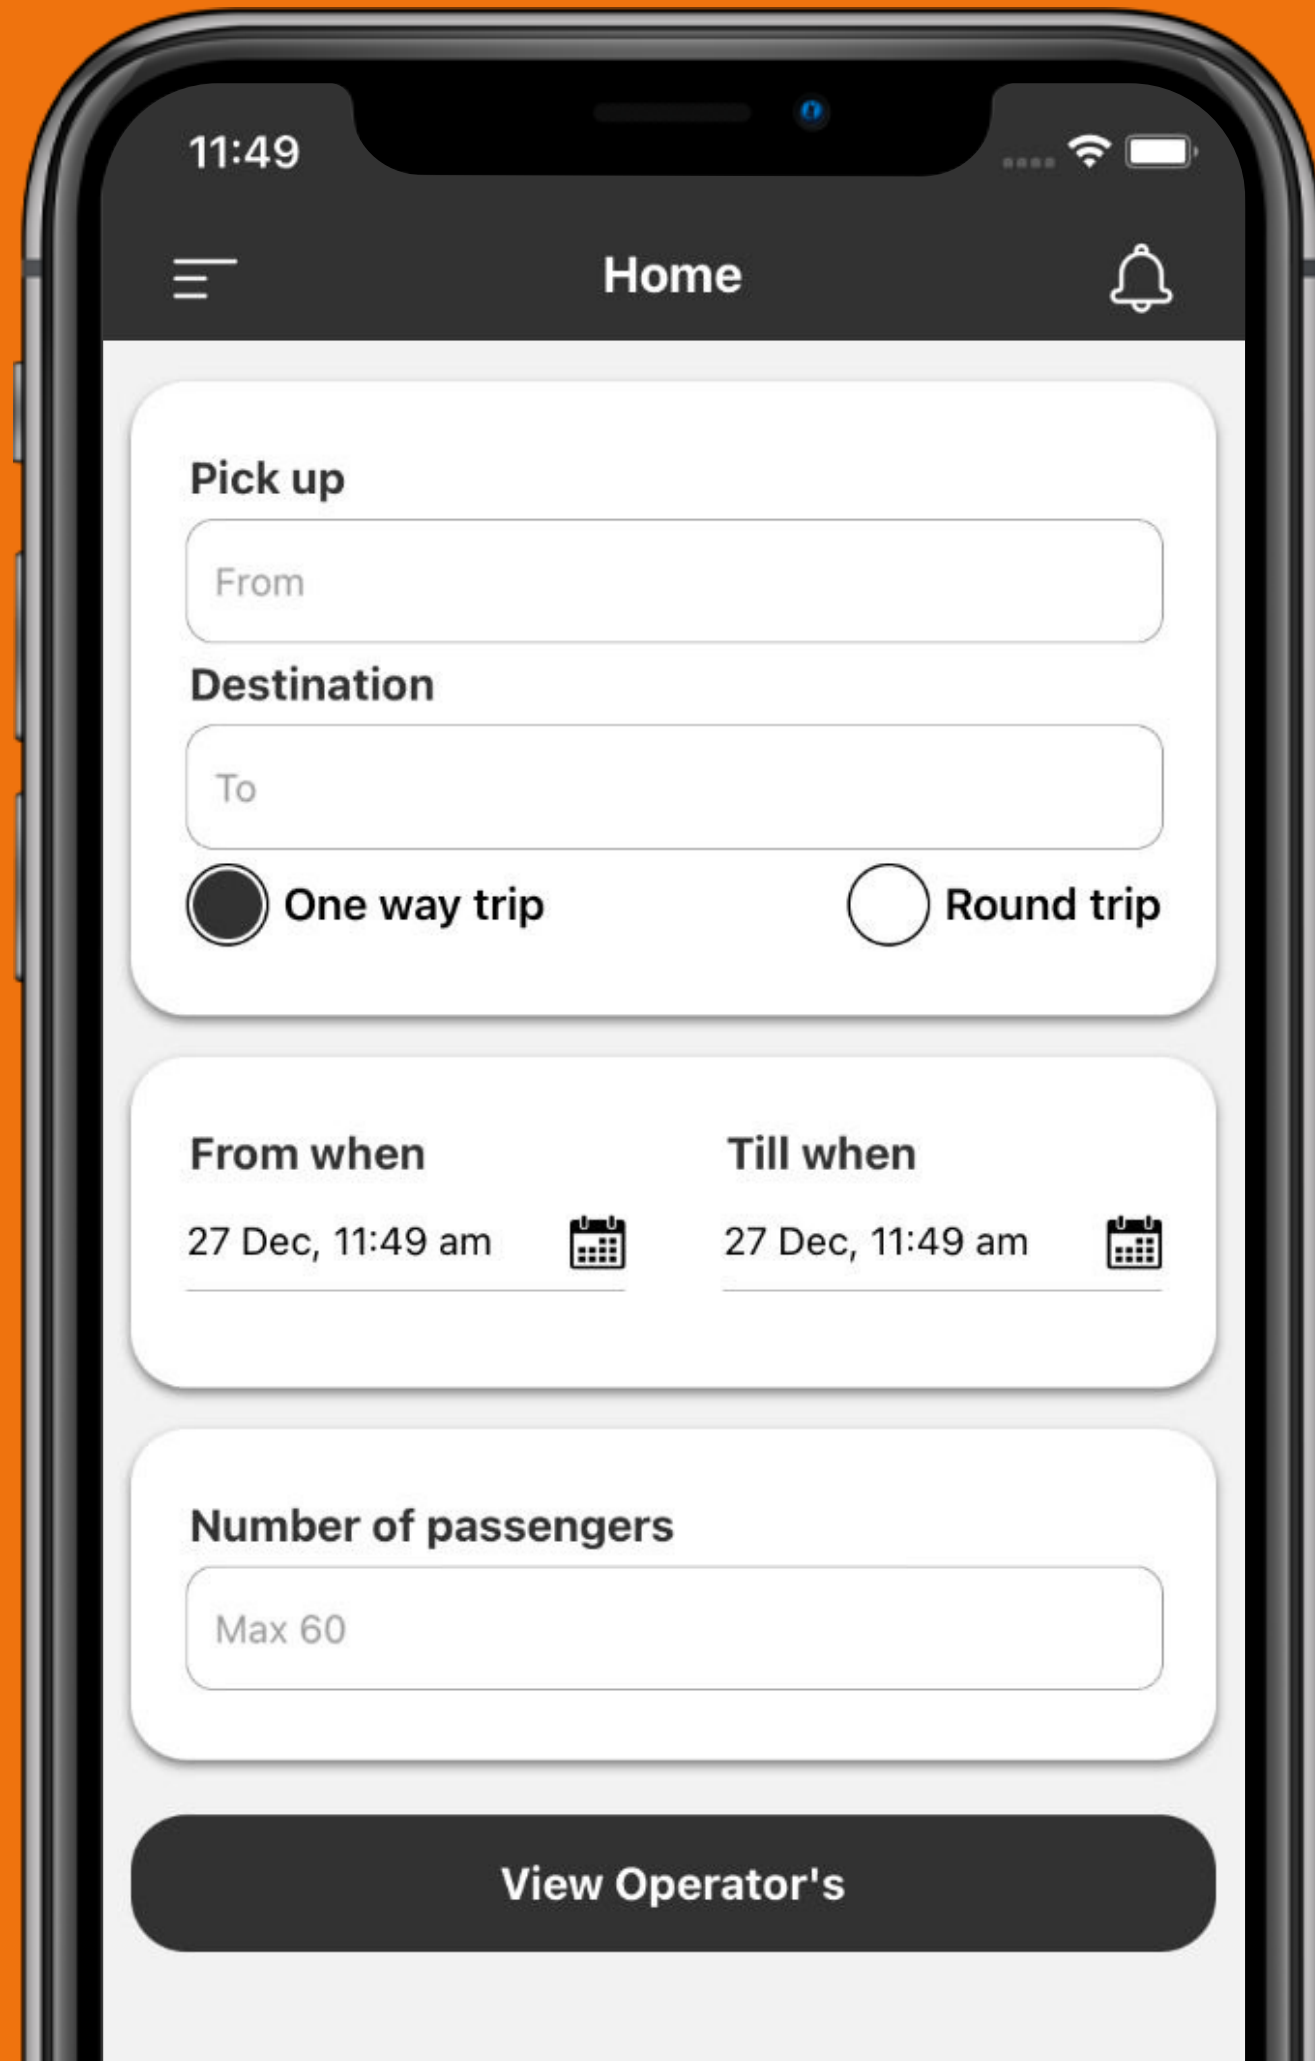 11:49
Home
Pick up
From
Destination
To
One way trip
Round trip
From when
Till when
27 Dec, 11:49 am
27 Dec, 11:49 am
Number of passengers
Max 60
View Operator's